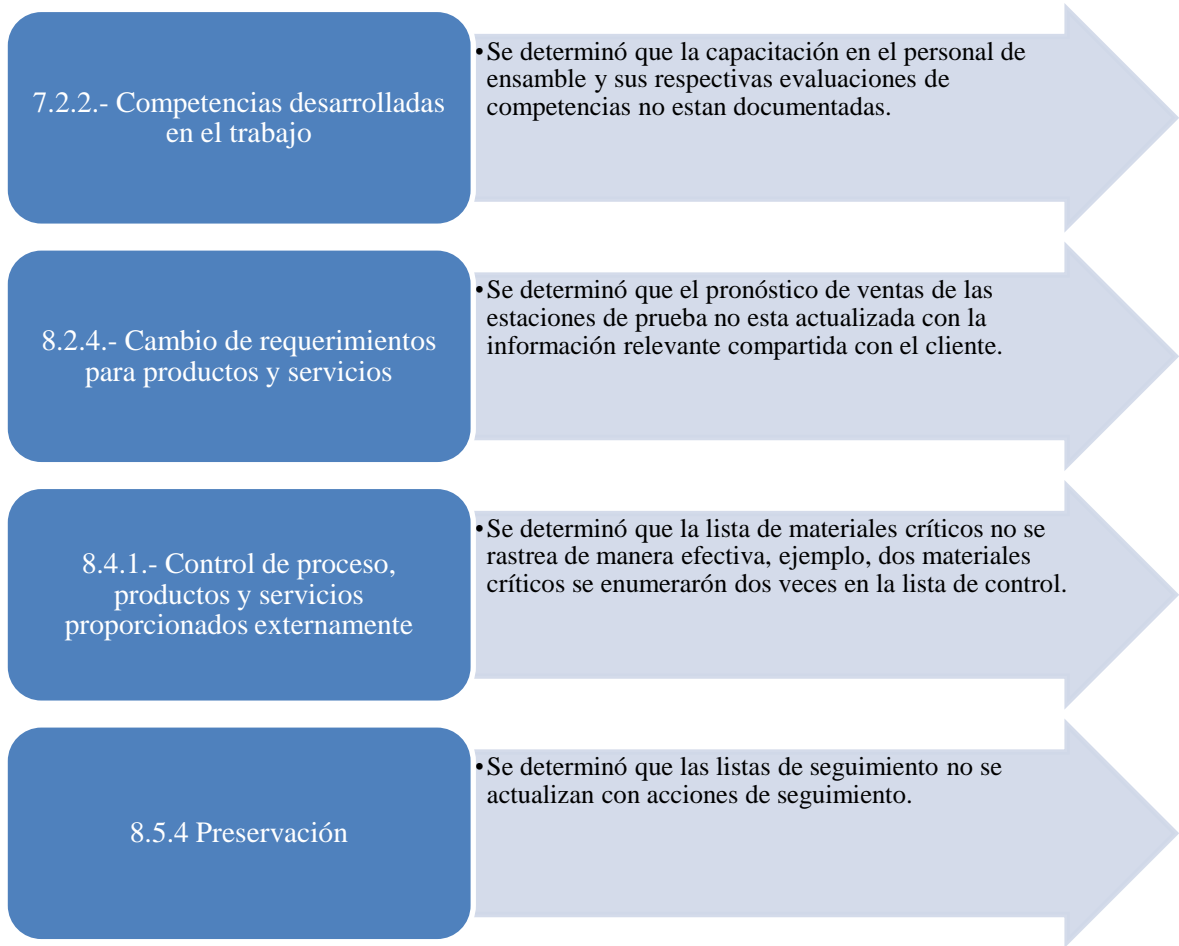 7.2.2.- Competencias desarrolladas
en el trabajo
•Se determinó que la capacitación en el personal de
ensamble y sus respectivas evaluaciones de
competencias no estan documentadas.
8.2.4.- Cambio de requerimientos
para productos y servicios
•Se determinó que el pronóstico de ventas de las
estaciones de prueba no esta actualizada con la
información relevante compartida con el cliente.
8.4.1.- Control de proceso,
productos y servicios
proporcionados externamente
•Se determinó que la lista de materiales críticos no se
rastrea de manera efectiva, ejemplo, dos materiales
críticos se enumerarón dos veces en la lista de control.
8.5.4 Preservación
•Se determinó que las listas de seguimiento no se
actualizan con acciones de seguimiento.